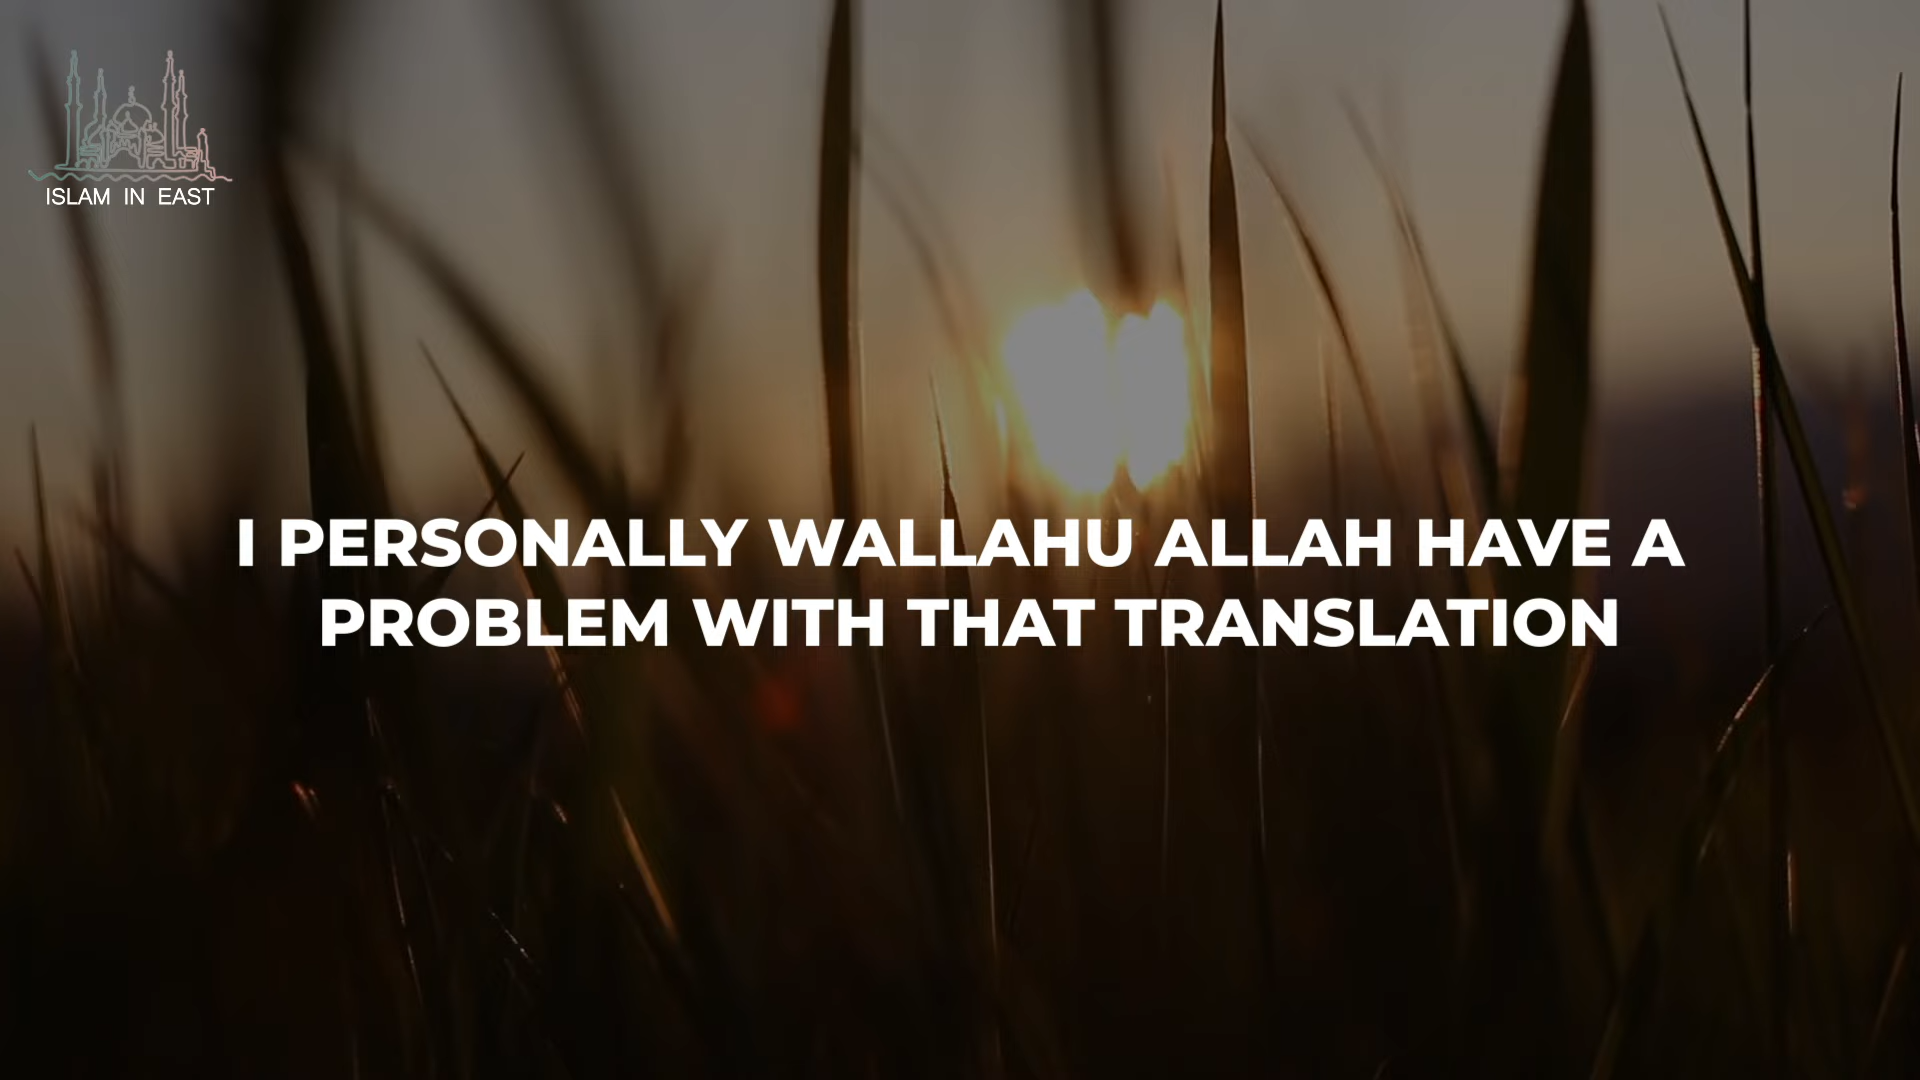 ISLAM IN EAST
I PERSONALLY WALLAHU ALLAH HAVE A
PROBLEM WITH THAT TRANSLATION